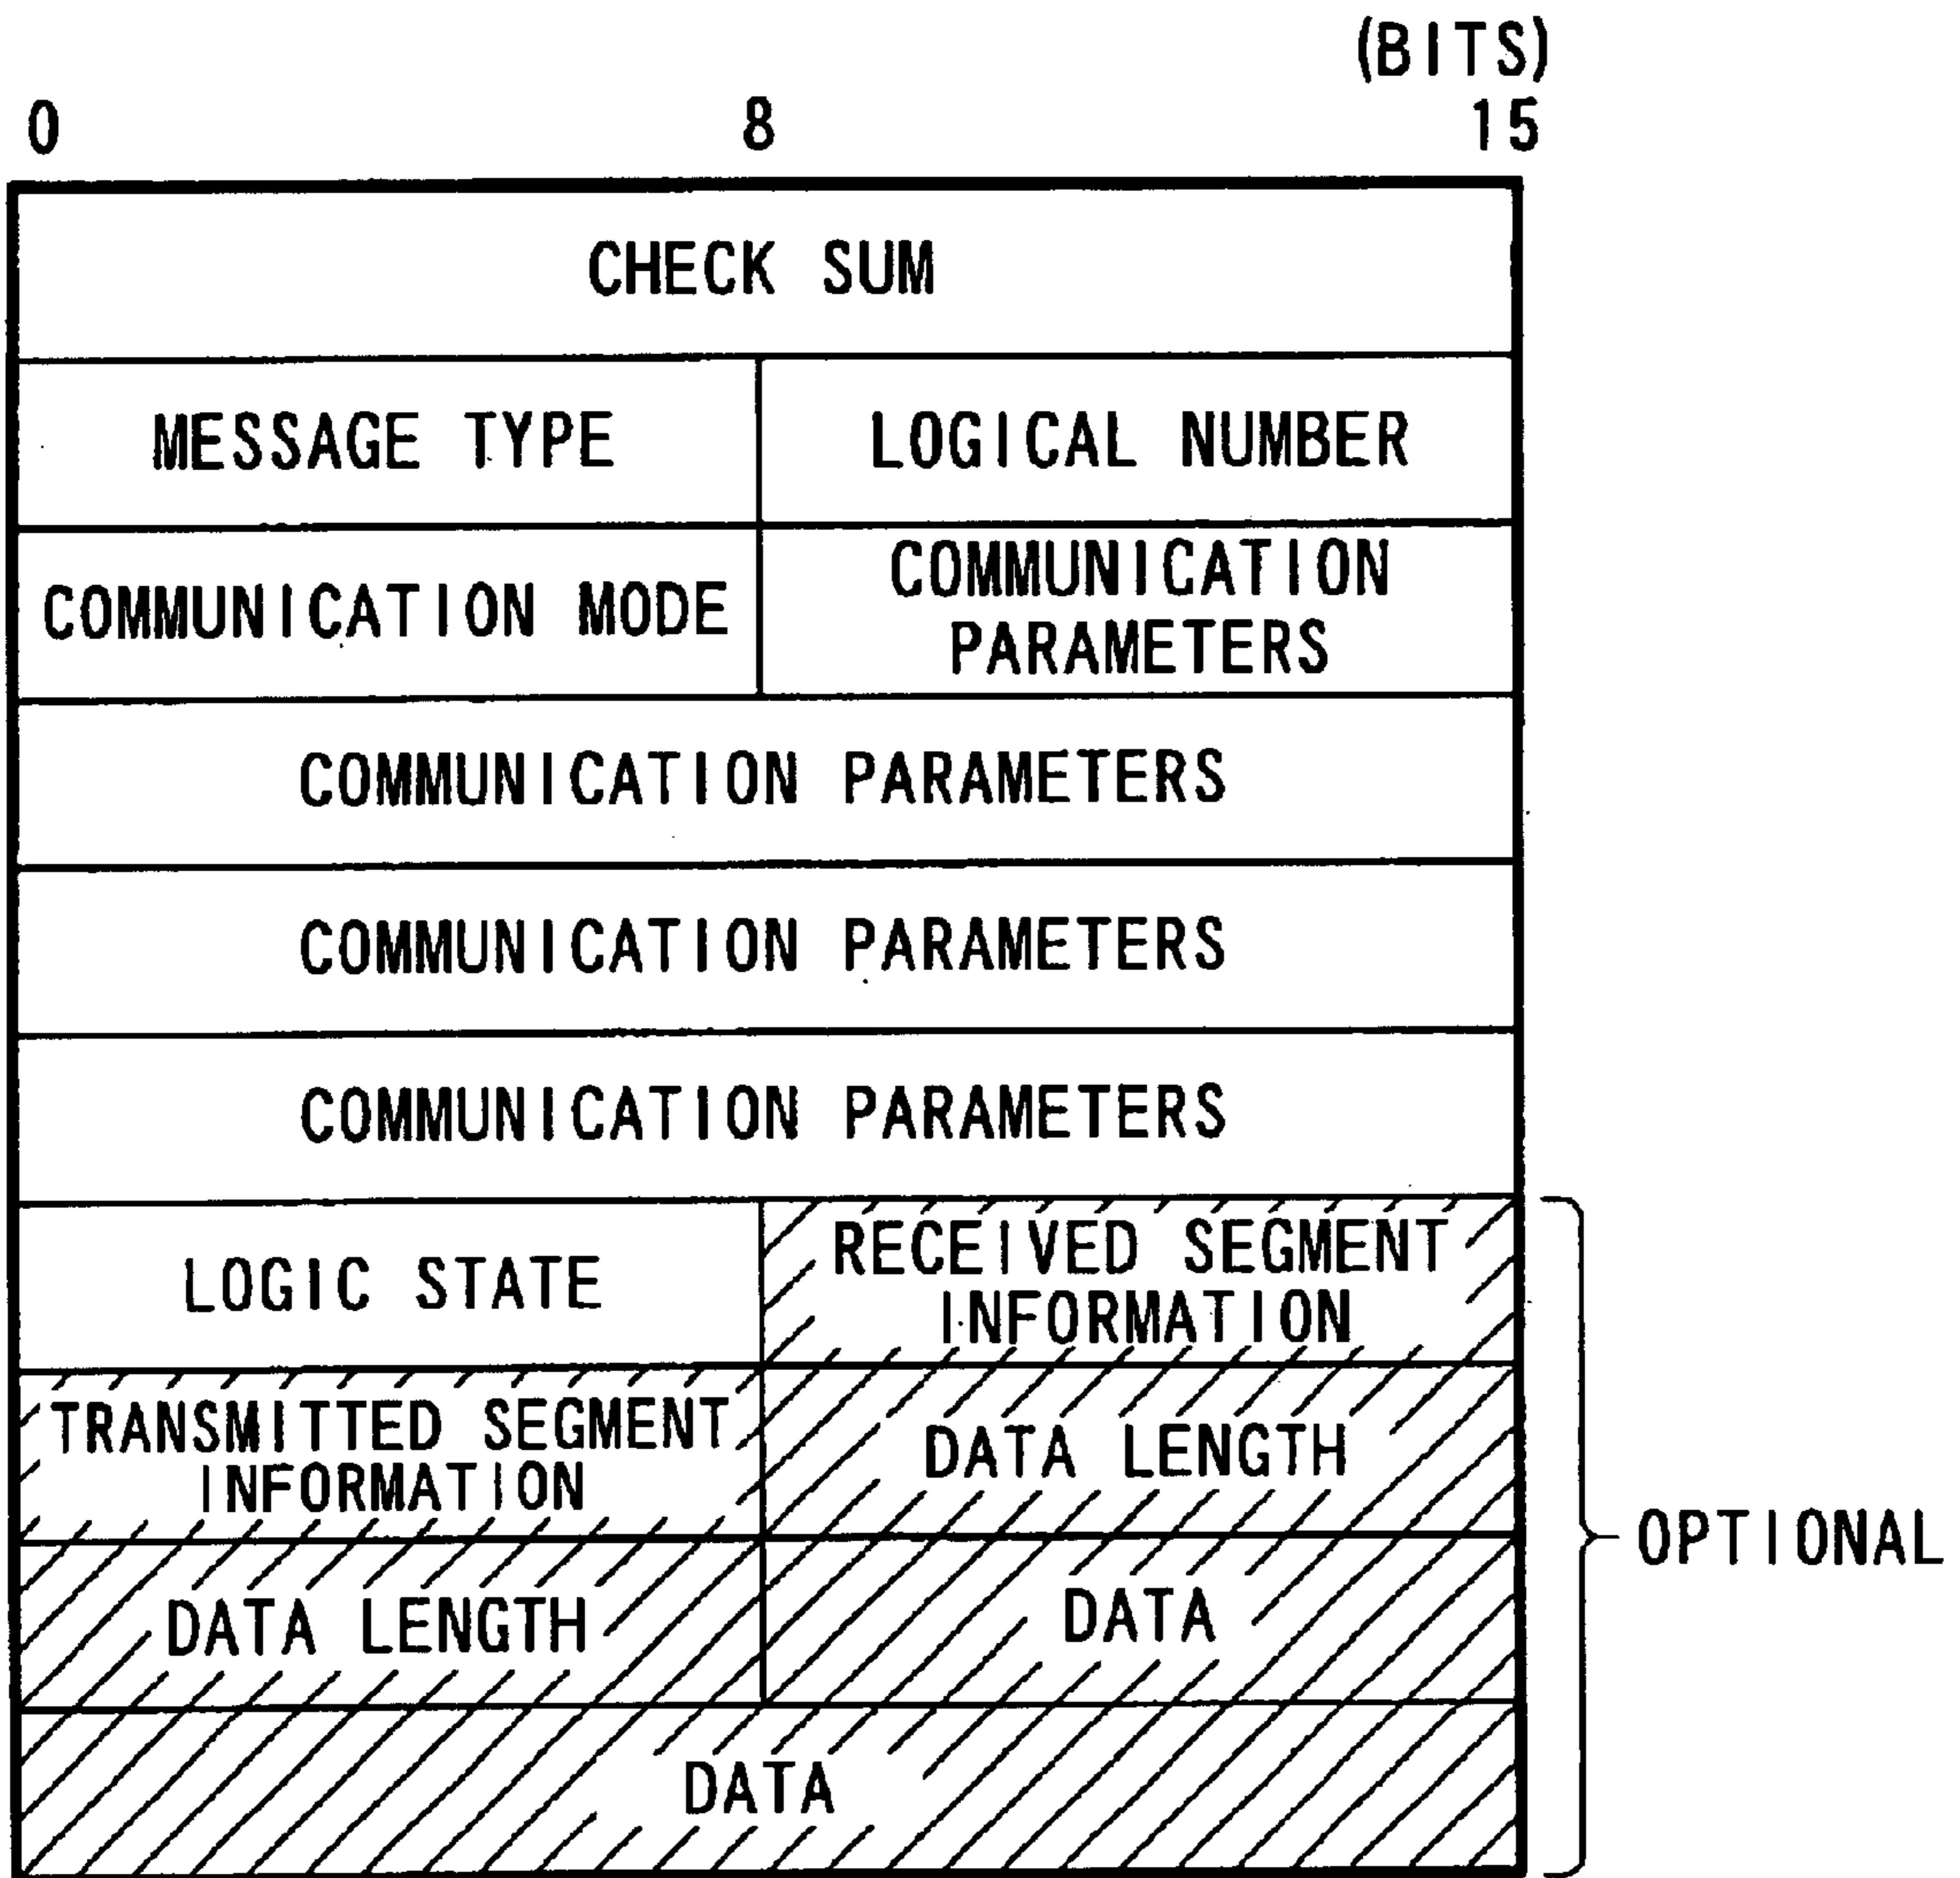 (BITS)
0 8 15
CHECK SUM
MESSAGE TYPE
LOGICAL NUMBER
COMMUNICATION MODE
COMMUNICATION
PARAMETERS
COMMUNICATION PARAMETERS
COMMUNICATION PARAMETERS
COMMUNICATION PARAMETERS
LOGIC STATE
RECEIVED SEGMENT
INFORMATION
TRANSMITTED SEGMENT
INFORMATION
DATA LENGTH
DATA LENGTH
DATA
DATA
OPTIONAL